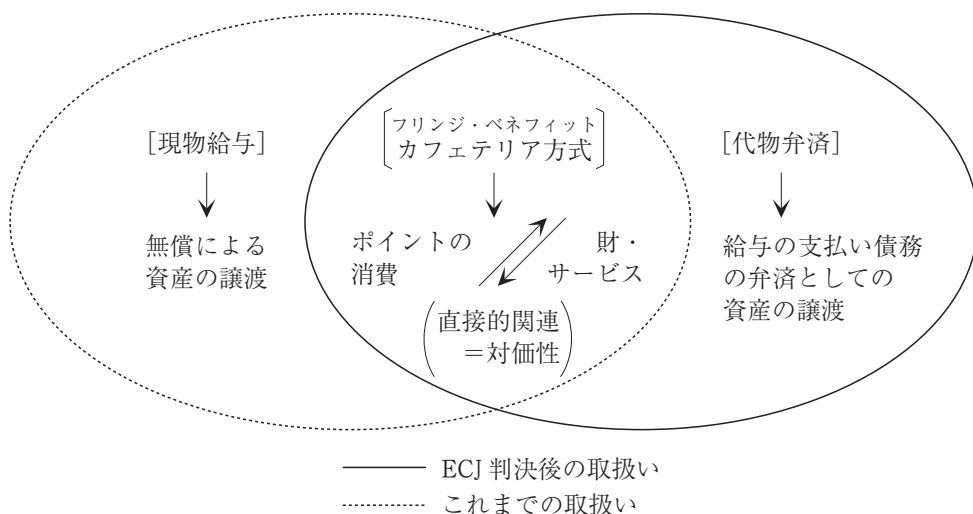 [現物給与]
無償による
資産の譲渡
フリンジ・ベネフィット
カフェテリア方式
ポイントの
消費
財・
サービス
(直接的関連
=対価性)
[代物弁済]
給与の支払い債務
の弁済としての
資産の譲渡
ECJ 判決後の取扱い
これまでの取扱い